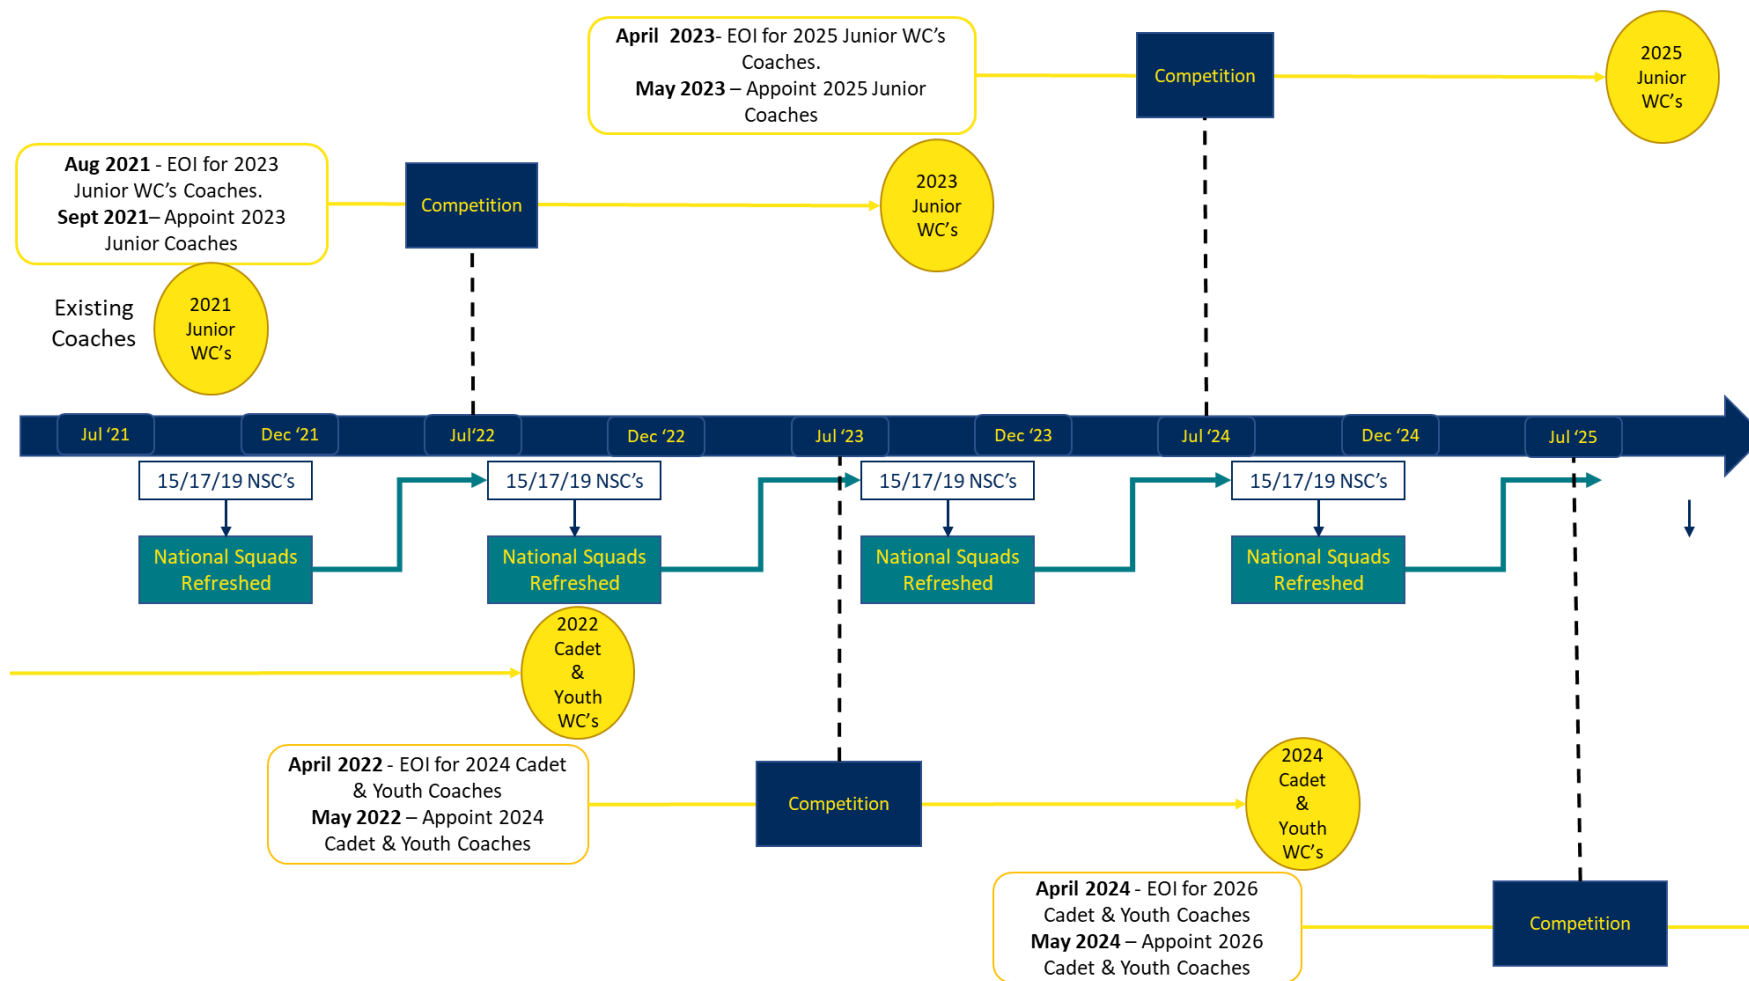 April 2023- EOI for 2025 Junior WC's
Coaches.
May 2023 – Appoint 2025 Junior
Coaches
Competition
2025
Junior
WC's
Aug 2021 - EOI for 2023
Junior WC's Coaches.
Sept 2021– Appoint 2023
Junior Coaches
Competition
2023
Junior
WC's
Existing
Coaches
2021
Junior
WC's
Jul '21
Dec '21
Jul'22
Dec '22
Jul '23
Dec '23
Jul '24
Dec '24
Jul '25
15/17/19 NSC's
15/17/19 NSC's
15/17/19 NSC's
15/17/19 NSC's
National Squads
Refreshed
National Squads
Refreshed
National Squads
Refreshed
National Squads
Refreshed
2022
Cadet
&
Youth
WC's
April 2022 - EOI for 2024 Cadet
& Youth Coaches
May 2022 – Appoint 2024
Cadet & Youth Coaches
Competition
2024
Cadet
&
Youth
WC's
April 2024 - EOI for 2026
Cadet & Youth Coaches
May 2024 – Appoint 2026
Cadet & Youth Coaches
Competition